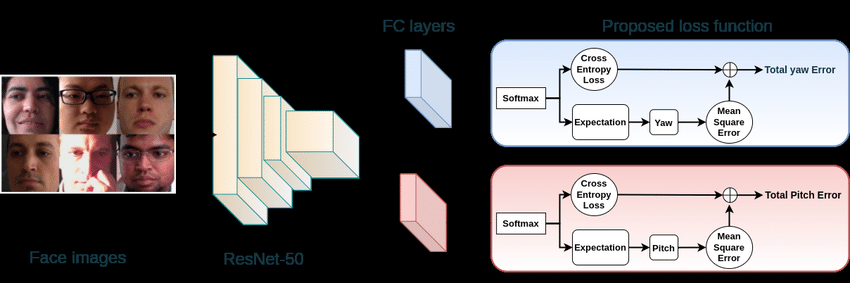 FC layers
Proposed loss function
Cross
Entropy
Loss
Total yaw Error
Softmax
Expectation
Yaw
Mean
Square
Error
Cross
Entropy
Loss
Total Pitch Error
Softmax
Expectation
Pitch
Mean
Square
Error
Face images
ResNet-50